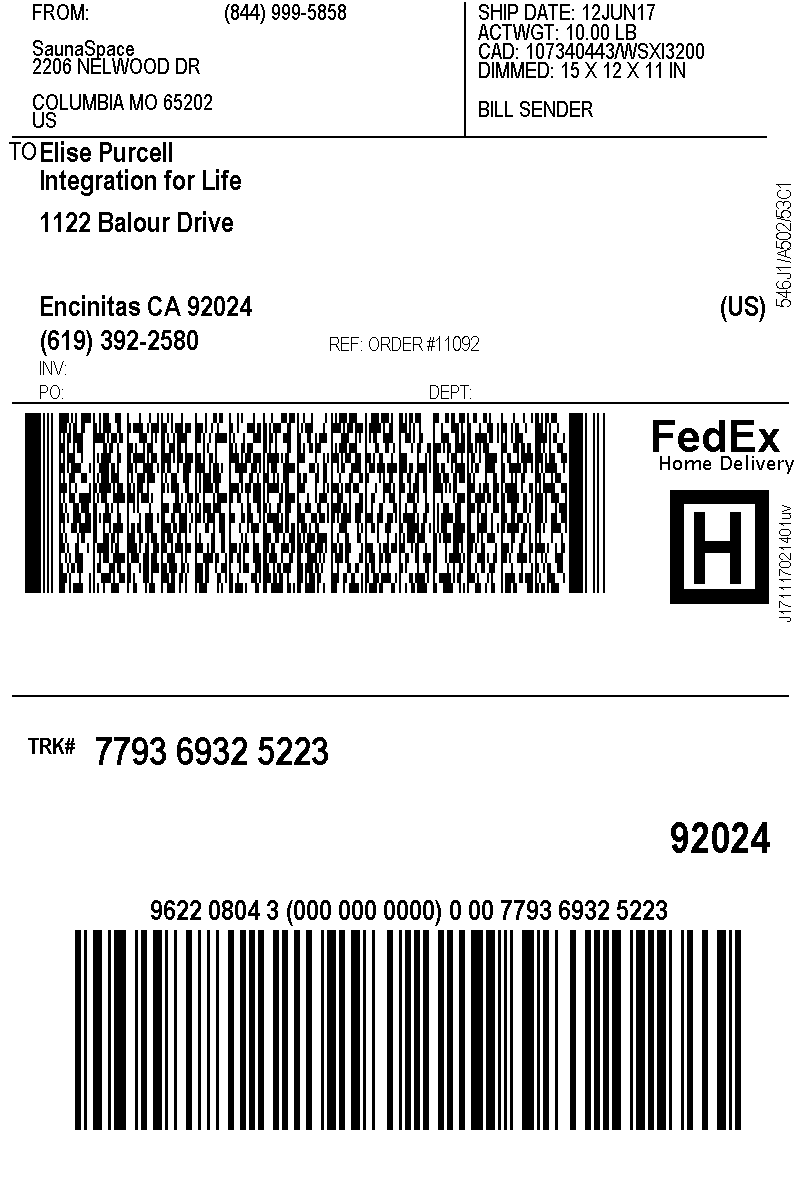 FROM: (844) 999-5858
SaunaSpace
2206 NELWOOD DR
COLUMBIA MO 65202
US
SHIP DATE: 12JUN17
ACTWGT: 10.00 LB
CAD: 107340443/WSXI3200
DIMMED: 15 X 12 X 11 IN
BILL SENDER
TO Elise Purcell
Integration for Life
1122 Balour Drive
Encinitas CA 92024 (US)
(619) 392-2580 REF: ORDER #11092
INV:
PO: DEPT:
546J1/A502/53C1
FedEx
Home Delivery
H
J171117021401uv
TRK# 7793 6932 5223
92024
9622 0804 3 (000 000 0000) 0 00 7793 6932 5223